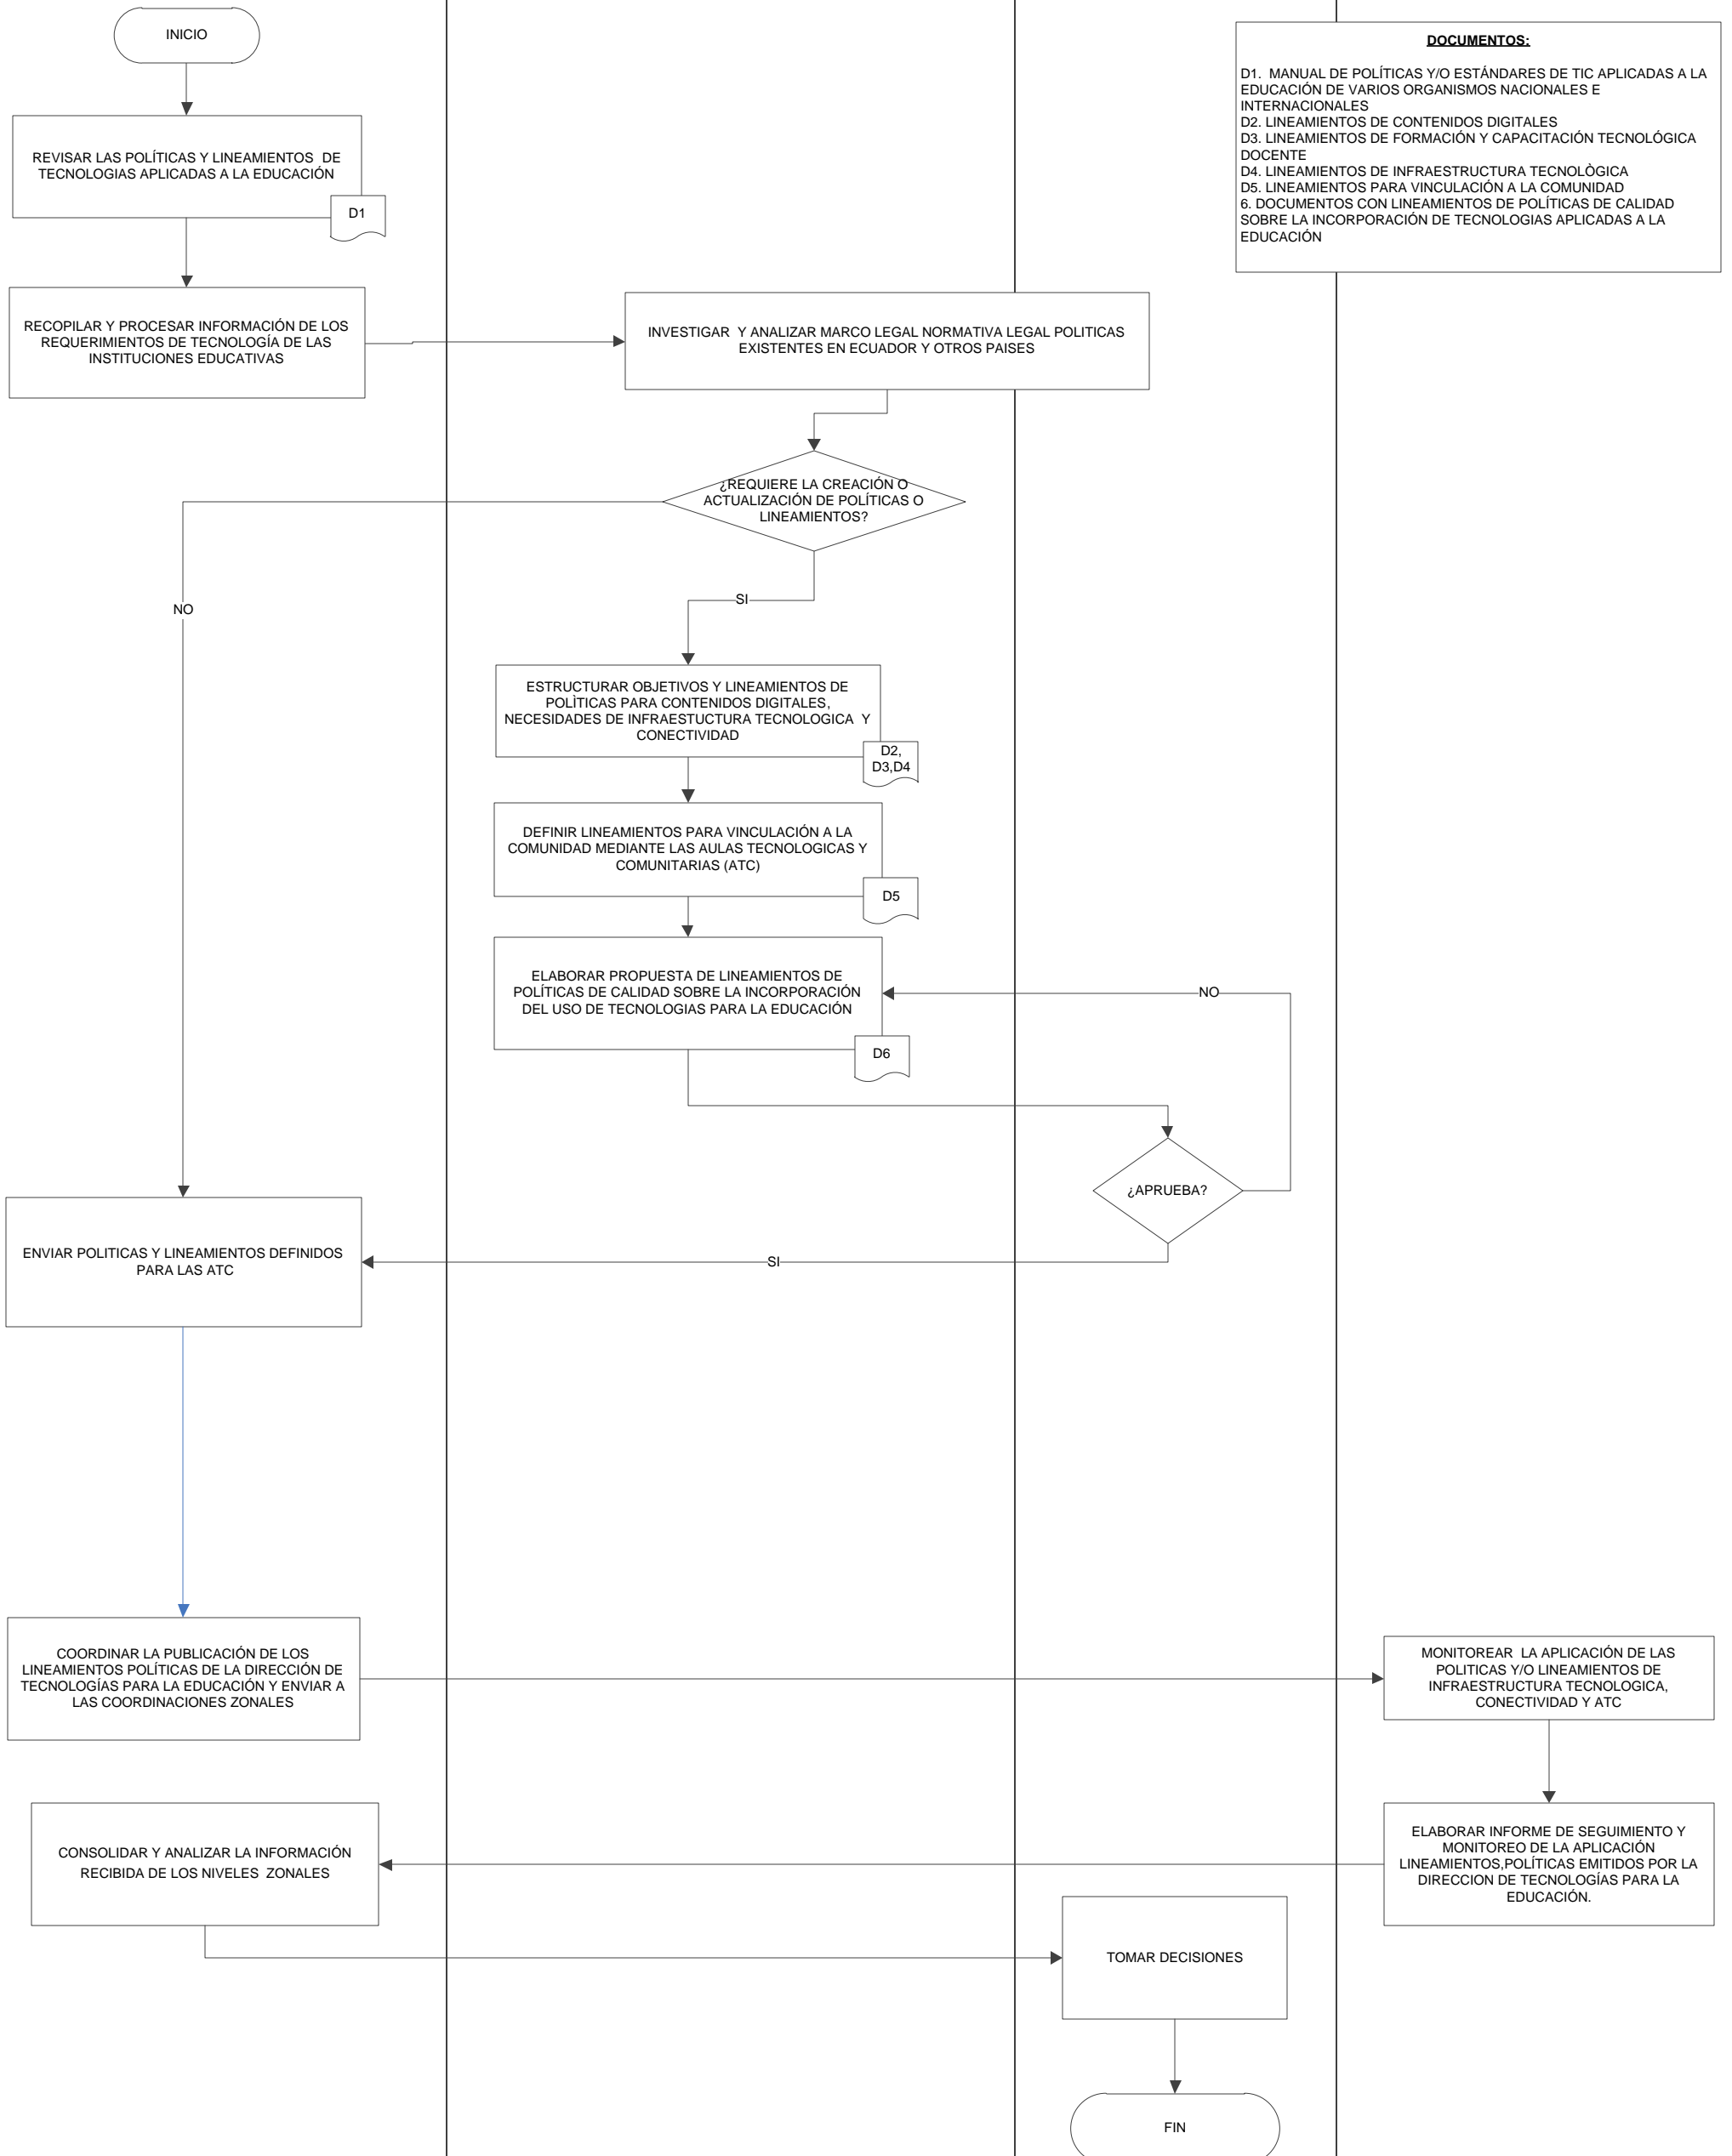 INICIO
DOCUMENTOS:
D1.  MANUAL DE POLÍTICAS Y/O ESTÁNDARES DE TIC APLICADAS A LA
EDUCACIÓN DE VARIOS ORGANISMOS NACIONALES E
INTERNACIONALES
D2. LINEAMIENTOS DE CONTENIDOS DIGITALES
D3. LINEAMIENTOS DE FORMACIÓN Y CAPACITACIÓN TECNOLÓGICA
DOCENTE
D4. LINEAMIENTOS DE INFRAESTRUCTURA TECNOLÒGICA
D5. LINEAMIENTOS PARA VINCULACIÓN A LA COMUNIDAD
6. DOCUMENTOS CON LINEAMIENTOS DE POLÍTICAS DE CALIDAD
SOBRE LA INCORPORACIÓN DE TECNOLOGIAS APLICADAS A LA
EDUCACIÓN
REVISAR LAS POLÍTICAS Y LINEAMIENTOS  DE
TECNOLOGIAS APLICADAS A LA EDUCACIÓN
D1
RECOPILAR Y PROCESAR INFORMACIÓN DE LOS
REQUERIMIENTOS DE TECNOLOGÍA DE LAS
INSTITUCIONES EDUCATIVAS
INVESTIGAR  Y ANALIZAR MARCO LEGAL NORMATIVA LEGAL POLITICAS
EXISTENTES EN ECUADOR Y OTROS PAISES
¿REQUIERE LA CREACIÓN O
ACTUALIZACIÓN DE POLÍTICAS O
LINEAMIENTOS?
NO
SI
ESTRUCTURAR OBJETIVOS Y LINEAMIENTOS DE
POLÌTICAS PARA CONTENIDOS DIGITALES,
NECESIDADES DE INFRAESTUCTURA TECNOLOGICA  Y
CONECTIVIDAD
D2,
D3,D4
DEFINIR LINEAMIENTOS PARA VINCULACIÓN A LA
COMUNIDAD MEDIANTE LAS AULAS TECNOLOGICAS Y
COMUNITARIAS (ATC)
D5
ELABORAR PROPUESTA DE LINEAMIENTOS DE
POLÍTICAS DE CALIDAD SOBRE LA INCORPORACIÓN
DEL USO DE TECNOLOGIAS PARA LA EDUCACIÓN
D6
NO
¿APRUEBA?
SI
ENVIAR POLITICAS Y LINEAMIENTOS DEFINIDOS
PARA LAS ATC
COORDINAR LA PUBLICACIÓN DE LOS
LINEAMIENTOS POLÍTICAS DE LA DIRECCIÓN DE
TECNOLOGÍAS PARA LA EDUCACIÓN Y ENVIAR A
LAS COORDINACIONES ZONALES
MONITOREAR  LA APLICACIÓN DE LAS
POLITICAS Y/O LINEAMIENTOS DE
INFRAESTRUCTURA TECNOLOGICA,
CONECTIVIDAD Y ATC
ELABORAR INFORME DE SEGUIMIENTO Y
MONITOREO DE LA APLICACIÓN
LINEAMIENTOS,POLÍTICAS EMITIDOS POR LA
DIRECCION DE TECNOLOGÍAS PARA LA
EDUCACIÓN.
CONSOLIDAR Y ANALIZAR LA INFORMACIÓN
RECIBIDA DE LOS NIVELES  ZONALES
TOMAR DECISIONES
FIN